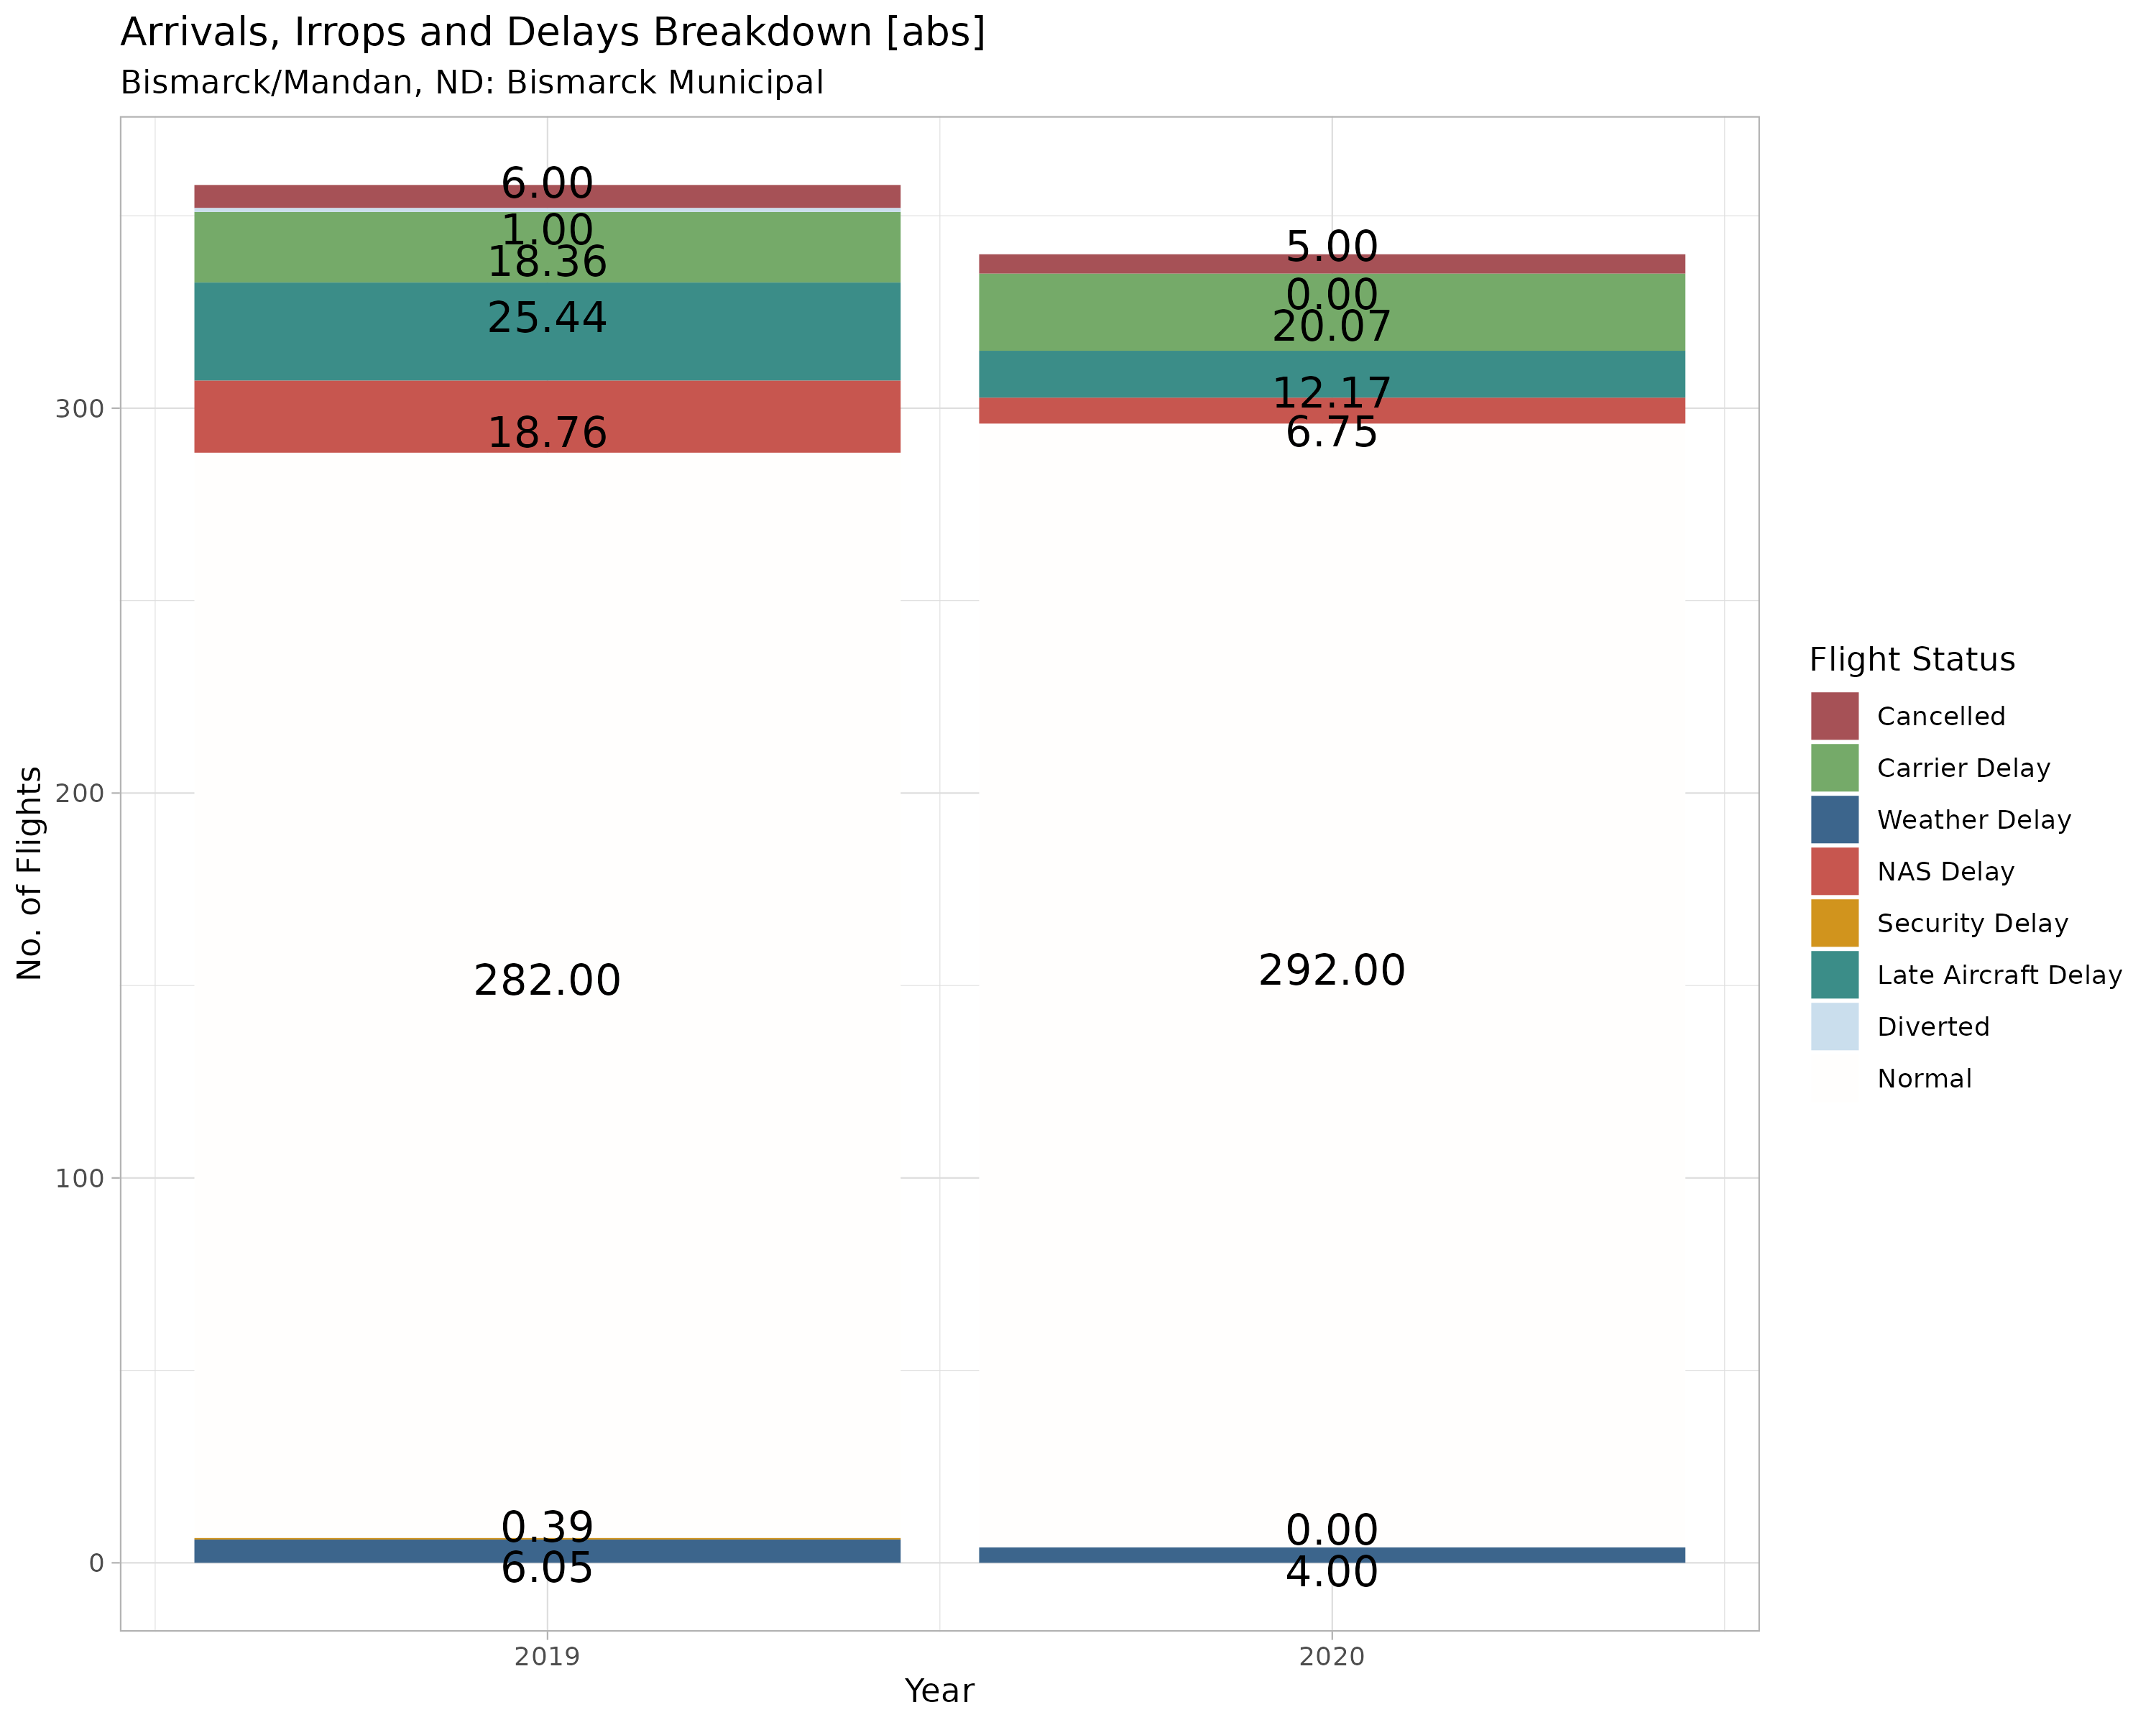 Arrivals, Irrops and Delays Breakdown [abs]
Bismarck/Mandan, ND: Bismarck Municipal
No. of Flights
300
200
100
0
6.00
1.00
18.36
25.44
18.76
282.00
0.39
6.05
5.00
0.00
20.07
12.17
6.75
292.00
0.00
4.00
2019
2020
Year
Flight Status
Cancelled
Carrier Delay
Weather Delay
NAS Delay
Security Delay
Late Aircraft Delay
Diverted
Normal